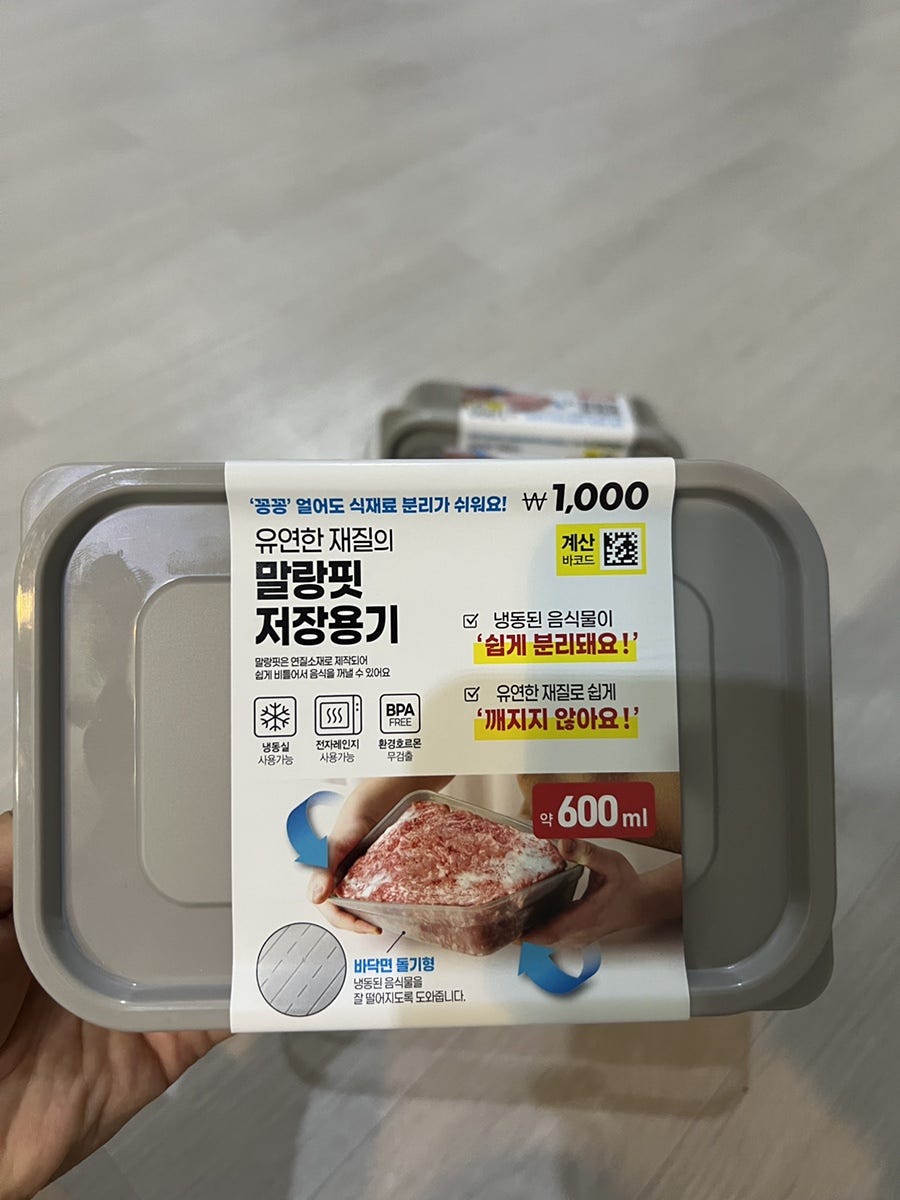 '꽁꽁' 얼어도 식재료 분리가 쉬워요!
₩1,000
유연한 재질의
말랑핏
저장용기
말랑핏은 연질소재로 제작되어
쉽게 비틀어서 음식을 꺼낼 수 있어요
계산
바코드
냉동된 음식물이
'쉽게 분리돼요!'
유연한 재질로 쉽게
'깨지지 않아요!'
냉동실
사용가능
전자레인지
사용가능
BPA
FREE
환경호르몬
무검출
약 600ml
바닥면 돌기형
냉동된 음식물을
잘 떨어지도록 도와줍니다.